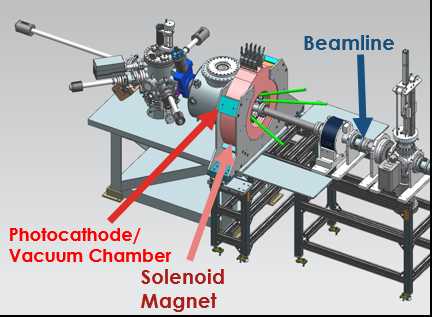 Beamline
Photocathode/
Vacuum Chamber
Solenoid
Magnet